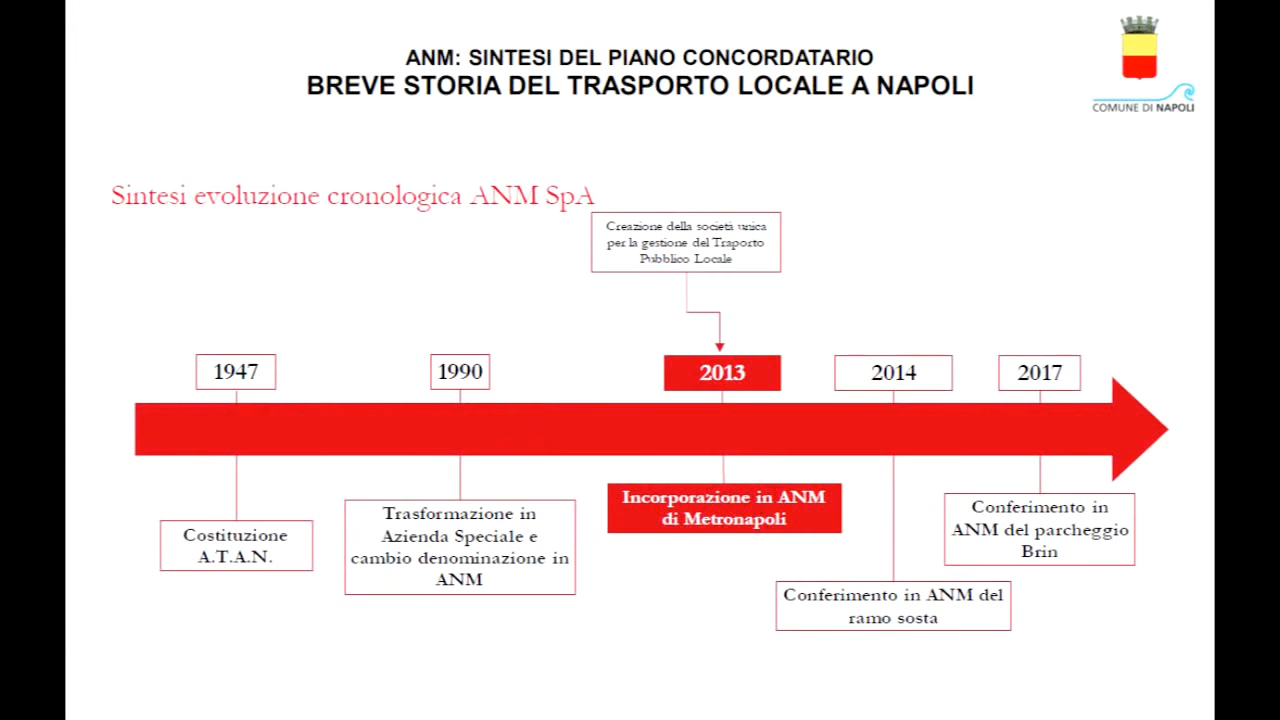 ANM: SINTESI DEL PIANO CONCORDATARIO
BREVE STORIA DEL TRASPORTO LOCALE A NAPOLI
COMUNE DI NAPOLI
Sintesi evoluzione cronologica ANM SpA
Creazione della società unica
per la gestione del Traporto
Pubblico Locale
1947
1990
2013
2014
2017
Costituzione
A.T.A.N.
Trasformazione in
Azienda Speciale e
cambio denominazione in
ANM
Incorporazione in ANM
di Metronapoli
Conferimento in ANM del
ramo sosta
Conferimento in
ANM del parcheggio
Brin